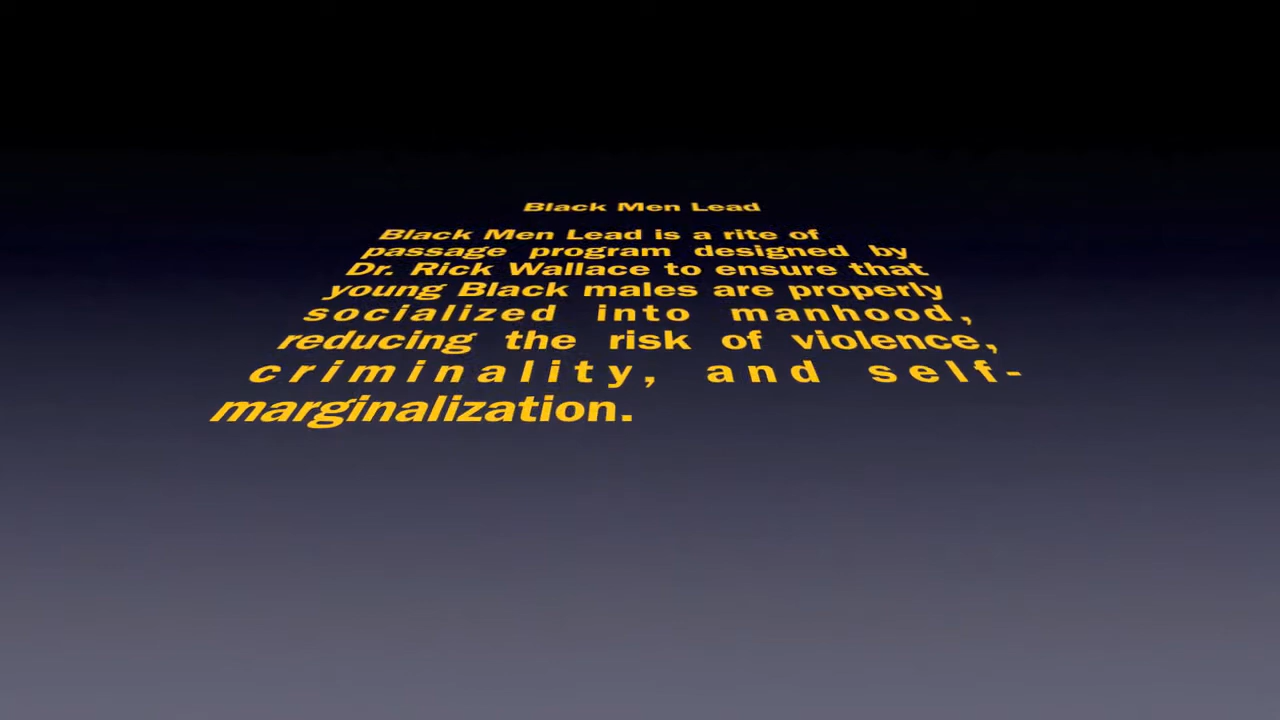 Black Men Lead
Black Men Lead is a rite of
passage program designed by
Dr. Rick Wallace to ensure that
young Black males are properly
socialized into manhood,
reducing the risk of violence,
criminality, and self-
marginalization.